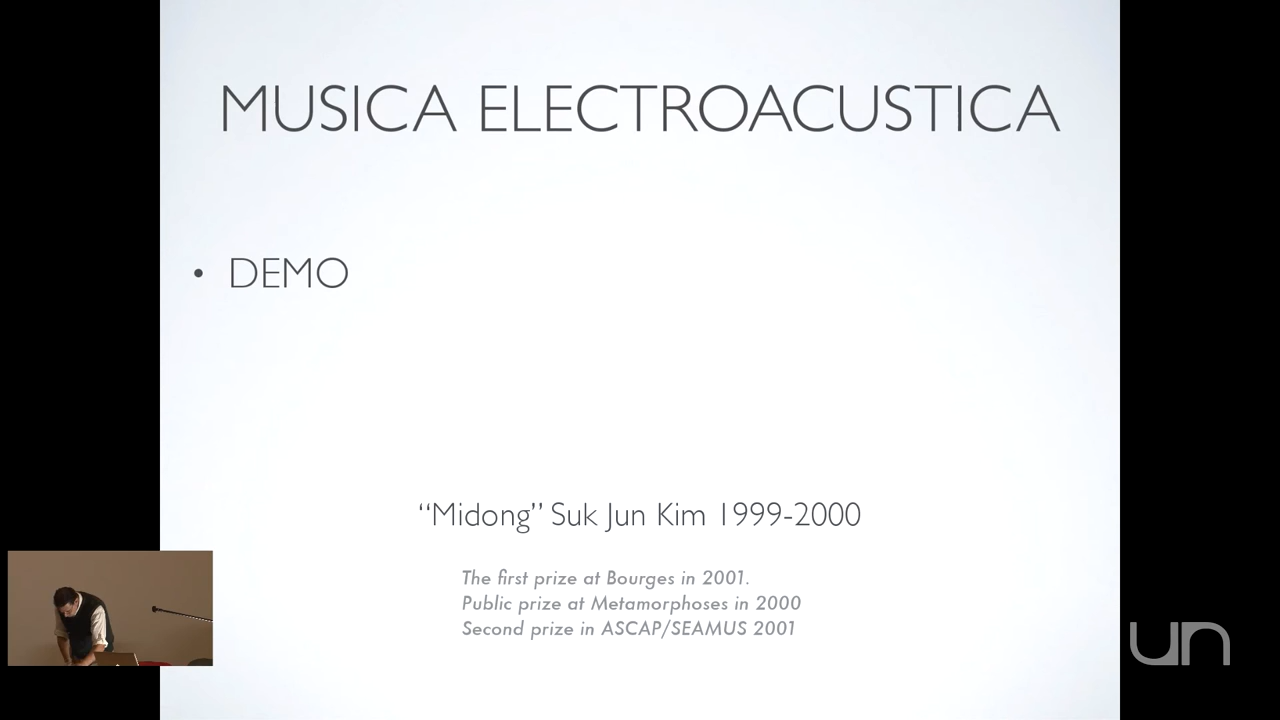 MUSICA ELECTROACUSTICA
• DEMO
“Midong” Suk Jun Kim 1999-2000
The first prize at Bourges in 2001.
Public prize at Metamorphoses in 2000
Second prize in ASCAP/SEAMUS 2001
un